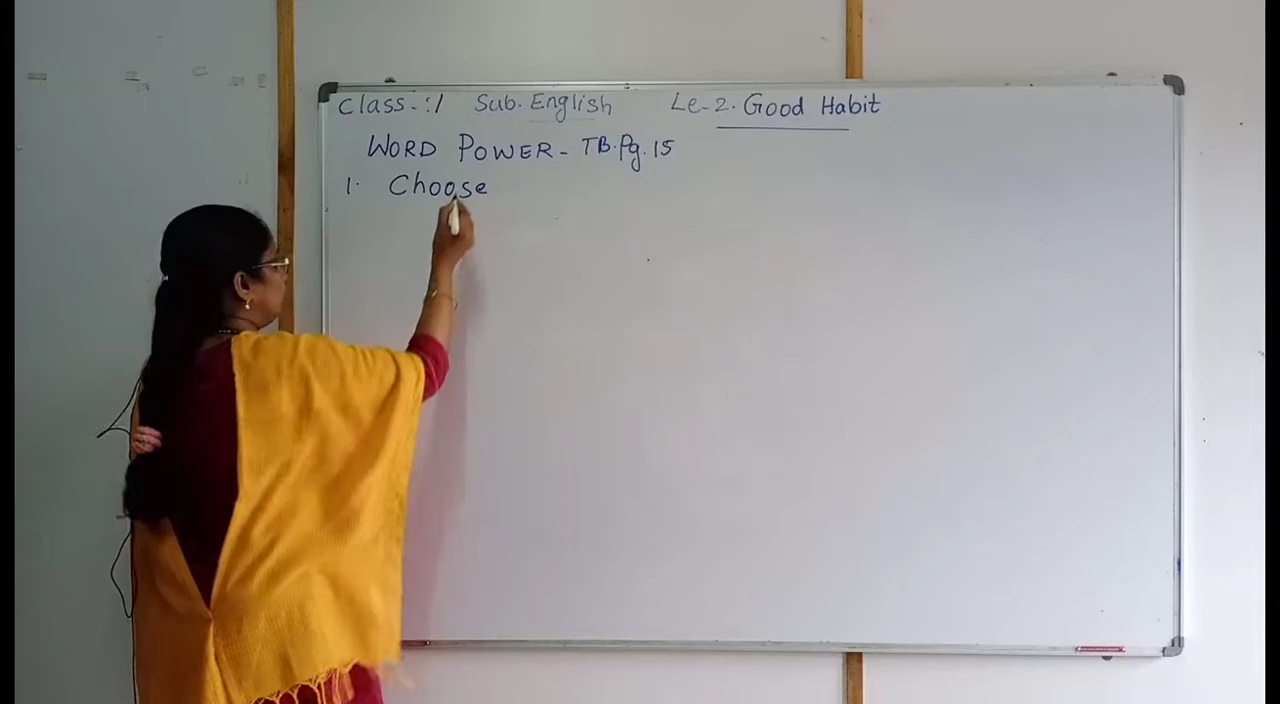 Class-:1 Sub. English Le-2. Good Habit
WORD POWER - TB.Pg.15
1. Choose